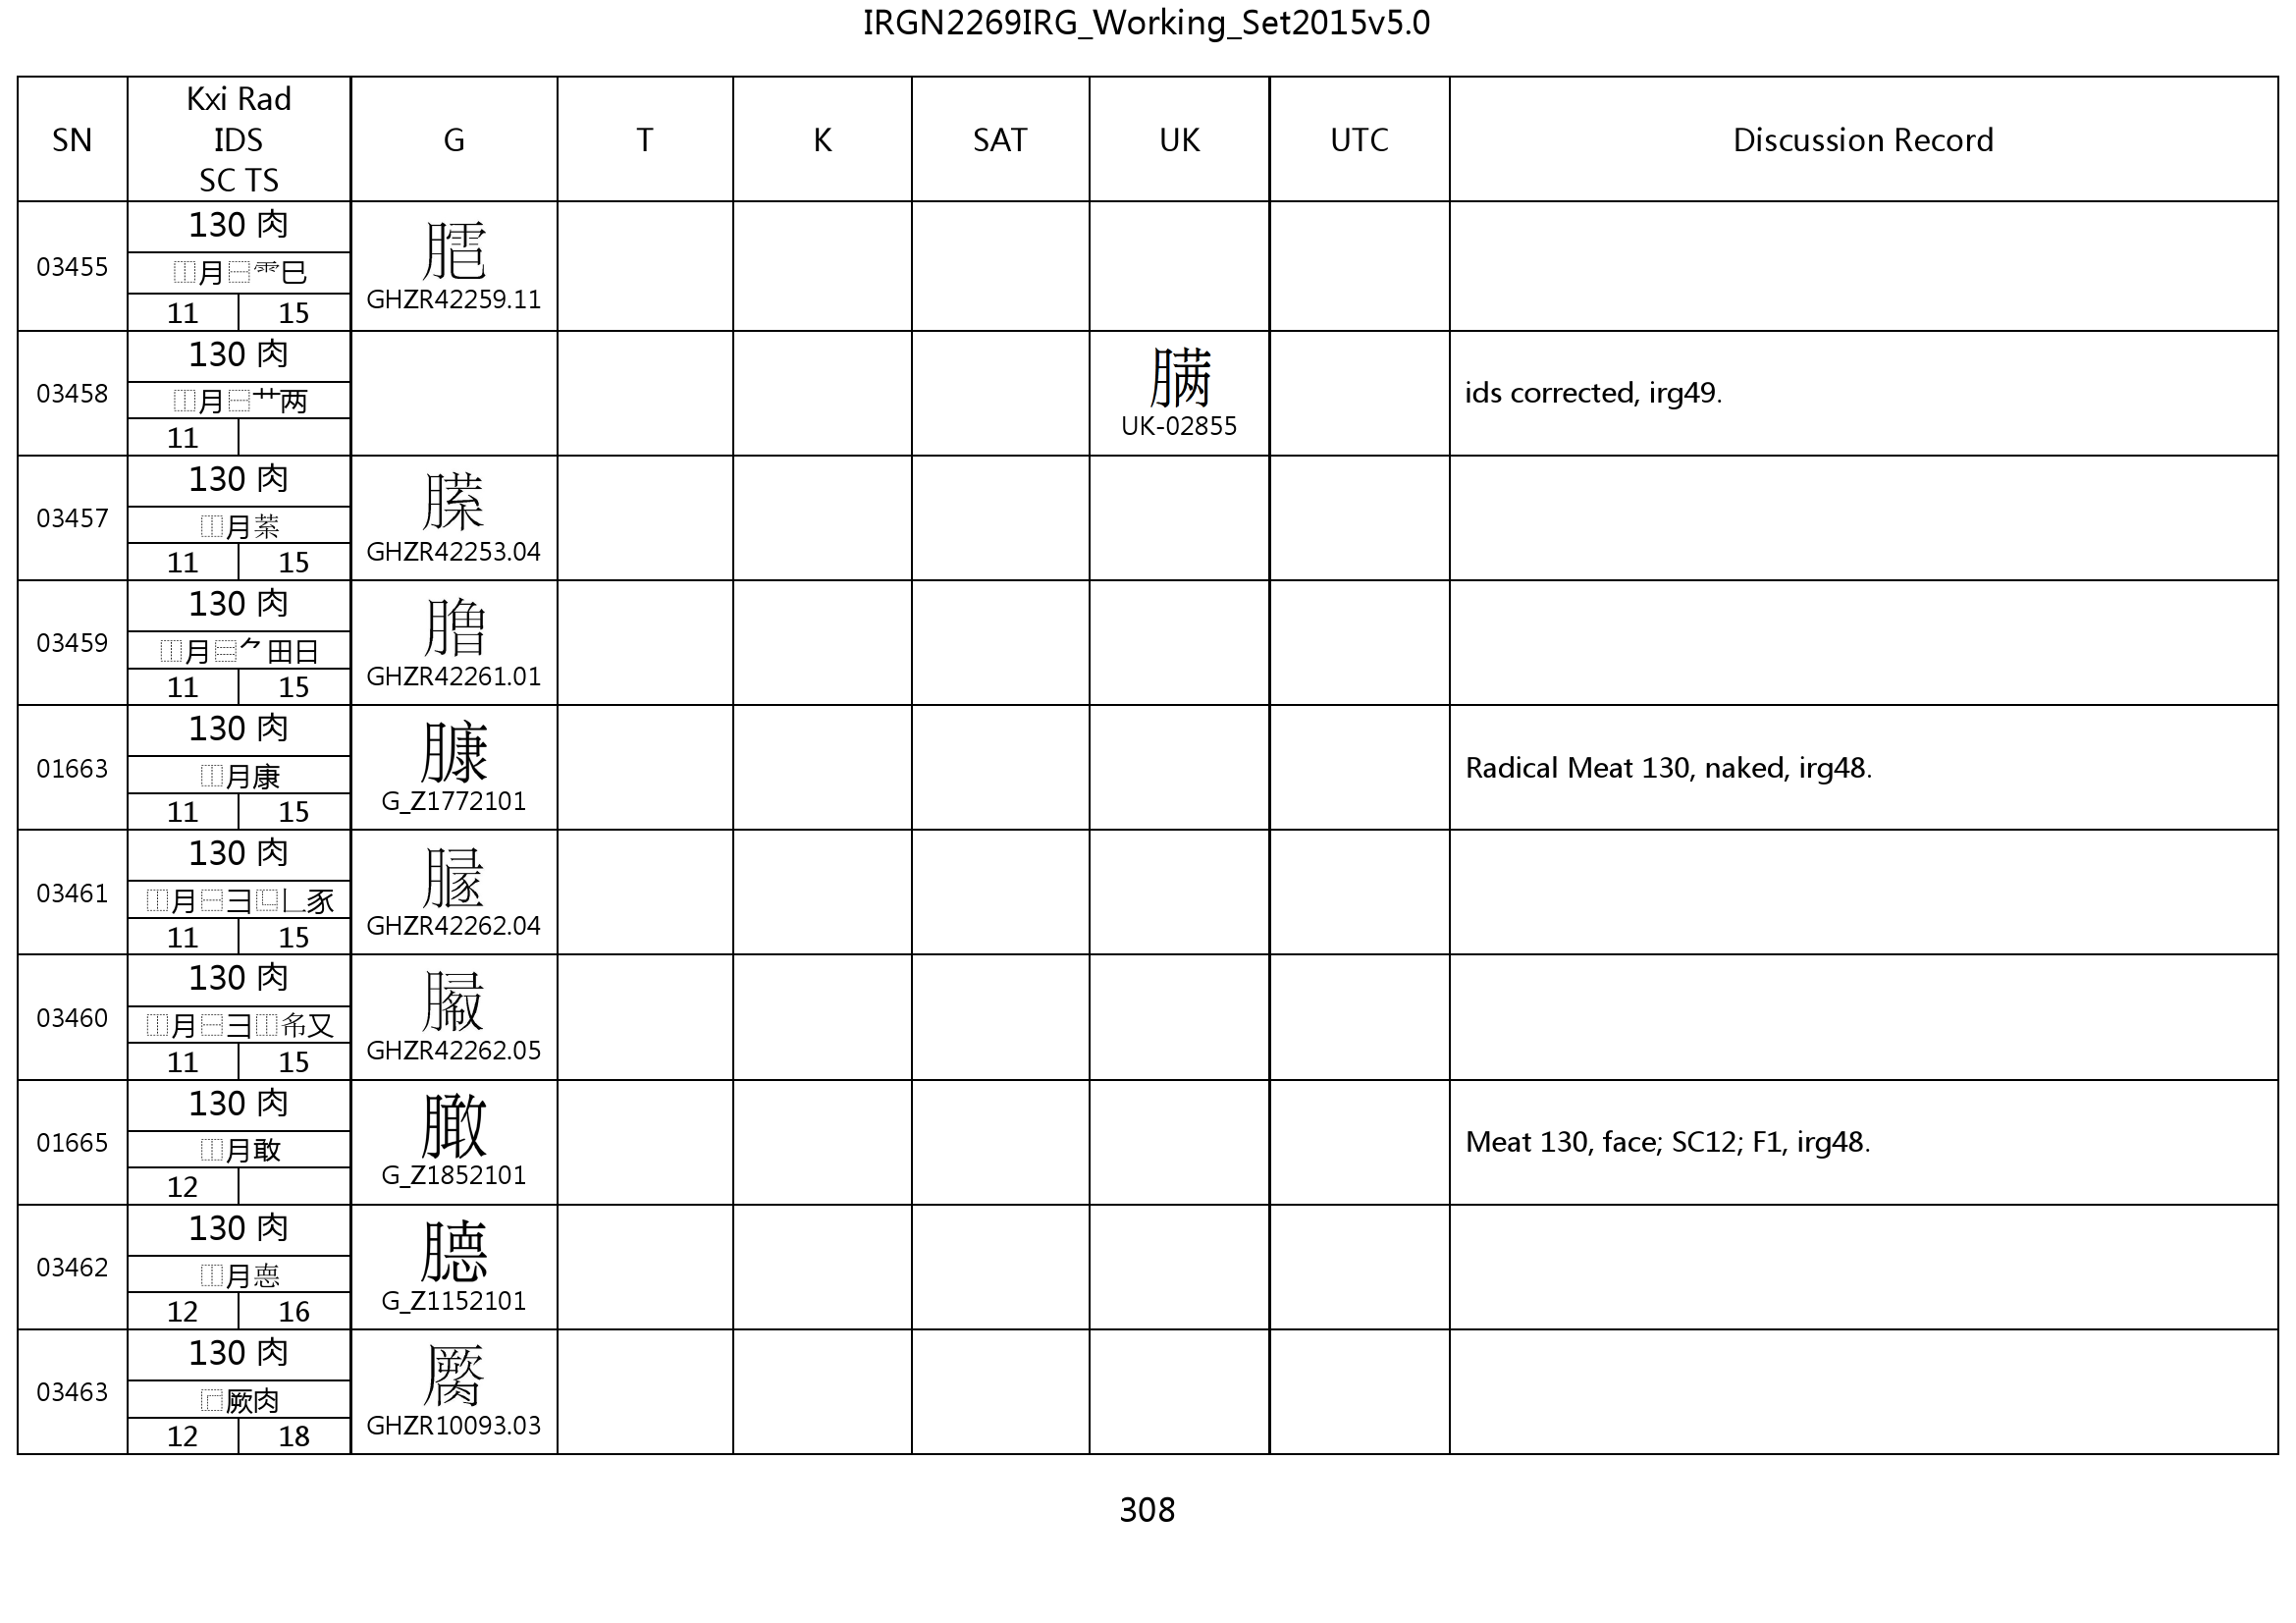 IRGN2269IRG_Working_Set2015v5.0
SN Kxi Rad IDS SC TS G T K SAT UK UTC Discussion Record
03455 130 肉
⿰月⿱⻗巳
11 15
GHZR42259.11
03458 130 肉
⿰月⿱艹两
11
UK-02855
ids corrected, irg49.
03457 130 肉
⿰月
11 15
GHZR42253.04
03459 130 肉
⿰月⿳⺈田日
11 15
GHZR42261.01
01663 130 肉
⿰月康
11 15
G_Z1772101
Radical Meat 130, naked, irg48.
03461 130 肉
⿰月⿱彐⿺𠃊豖
11 15
GHZR42262.04
03460 130 肉
⿰月⿱彐⿰㣇又
11 15
GHZR42262.05
01665 130 肉
⿰月敢
12
G_Z1852101
Meat 130, face; SC12; F1, irg48.
03462 130 肉
⿰月惪
12 16
G_Z1152101
03463 130 肉
⿸厥肉
12 18
GHZR10093.03
308